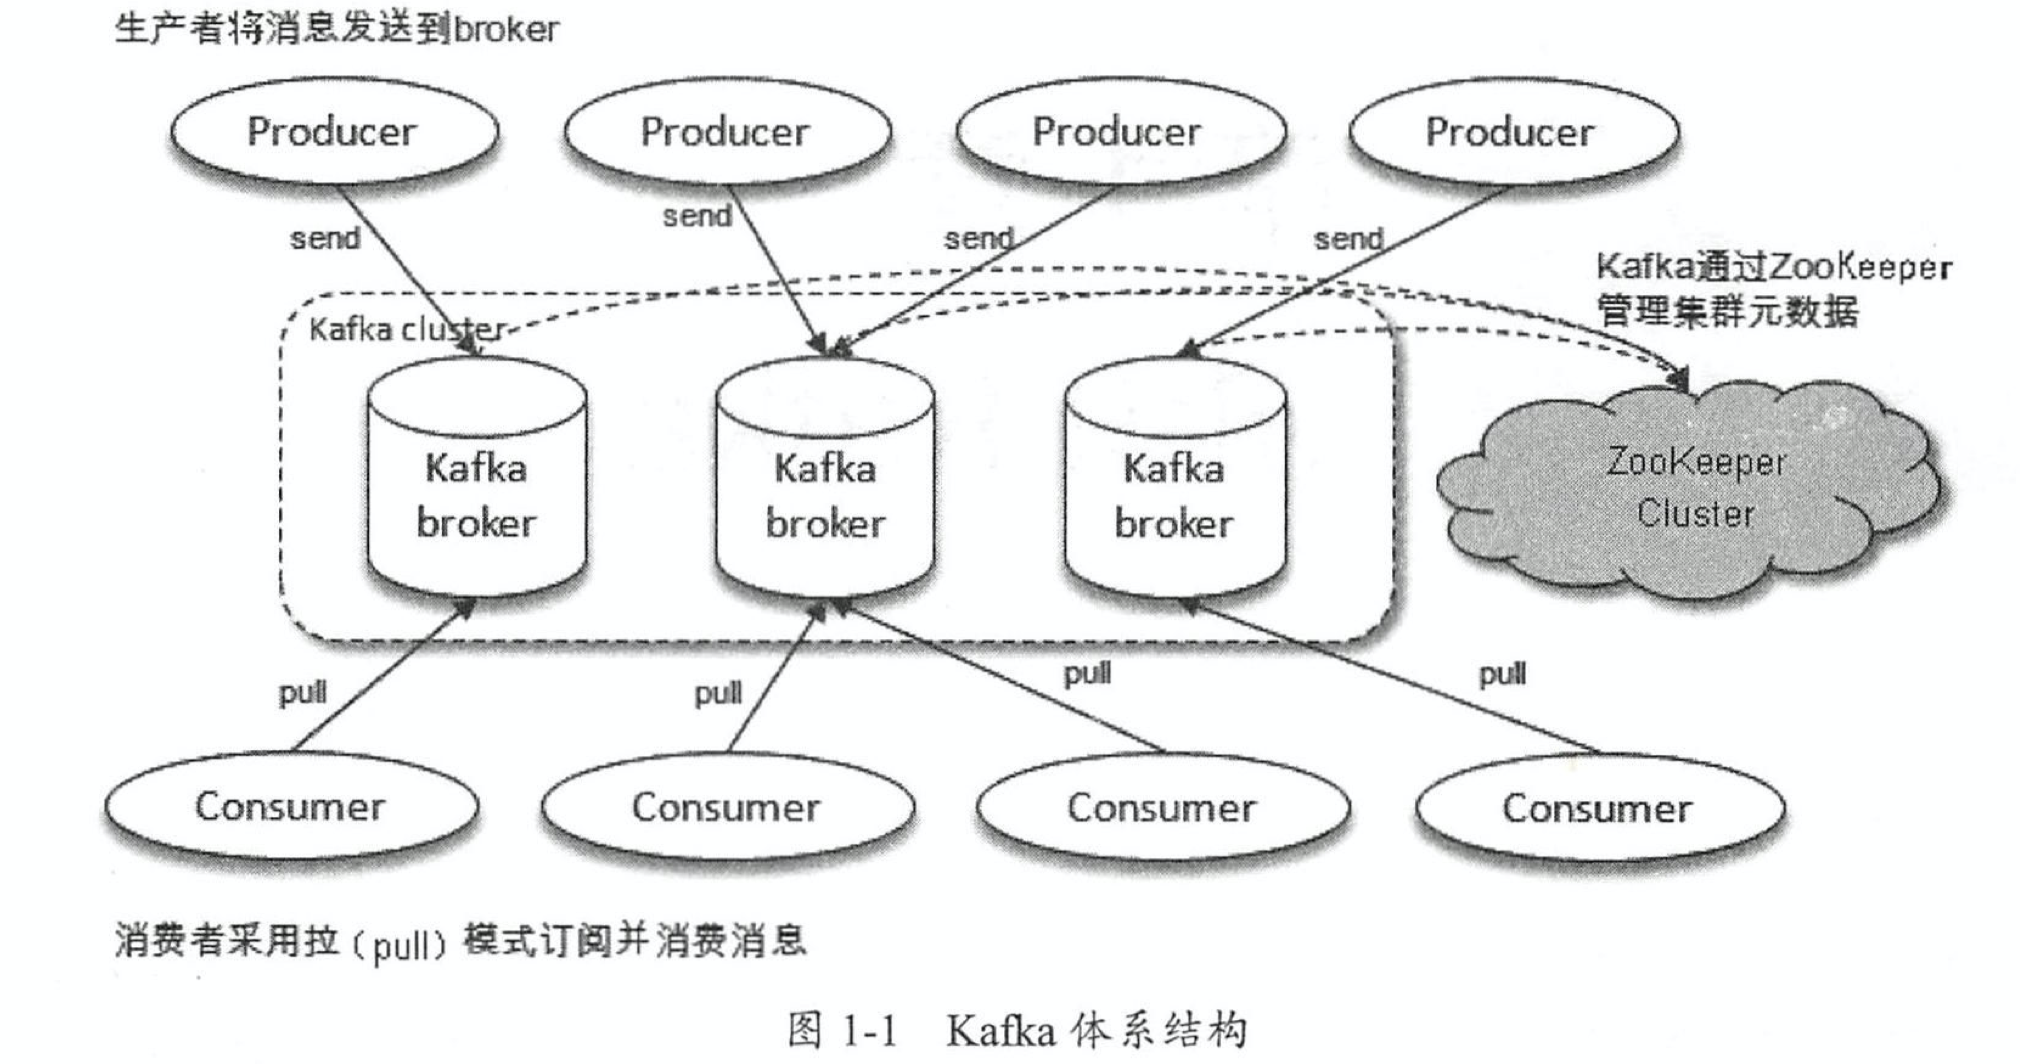 生产者将消息发送到broker
Producer
Producer
Producer
Producer
send
send
send
send
Kafka通过ZooKeeper
管理集群元数据
Kafka cluster
Kafka
broker
Kafka
broker
Kafka
broker
ZooKeeper
Cluster
pull
pull
pull
pull
Consumer
Consumer
Consumer
Consumer
消费者采用拉（pull）模式订阅并消费消息
图 1-1 Kafka 体系结构